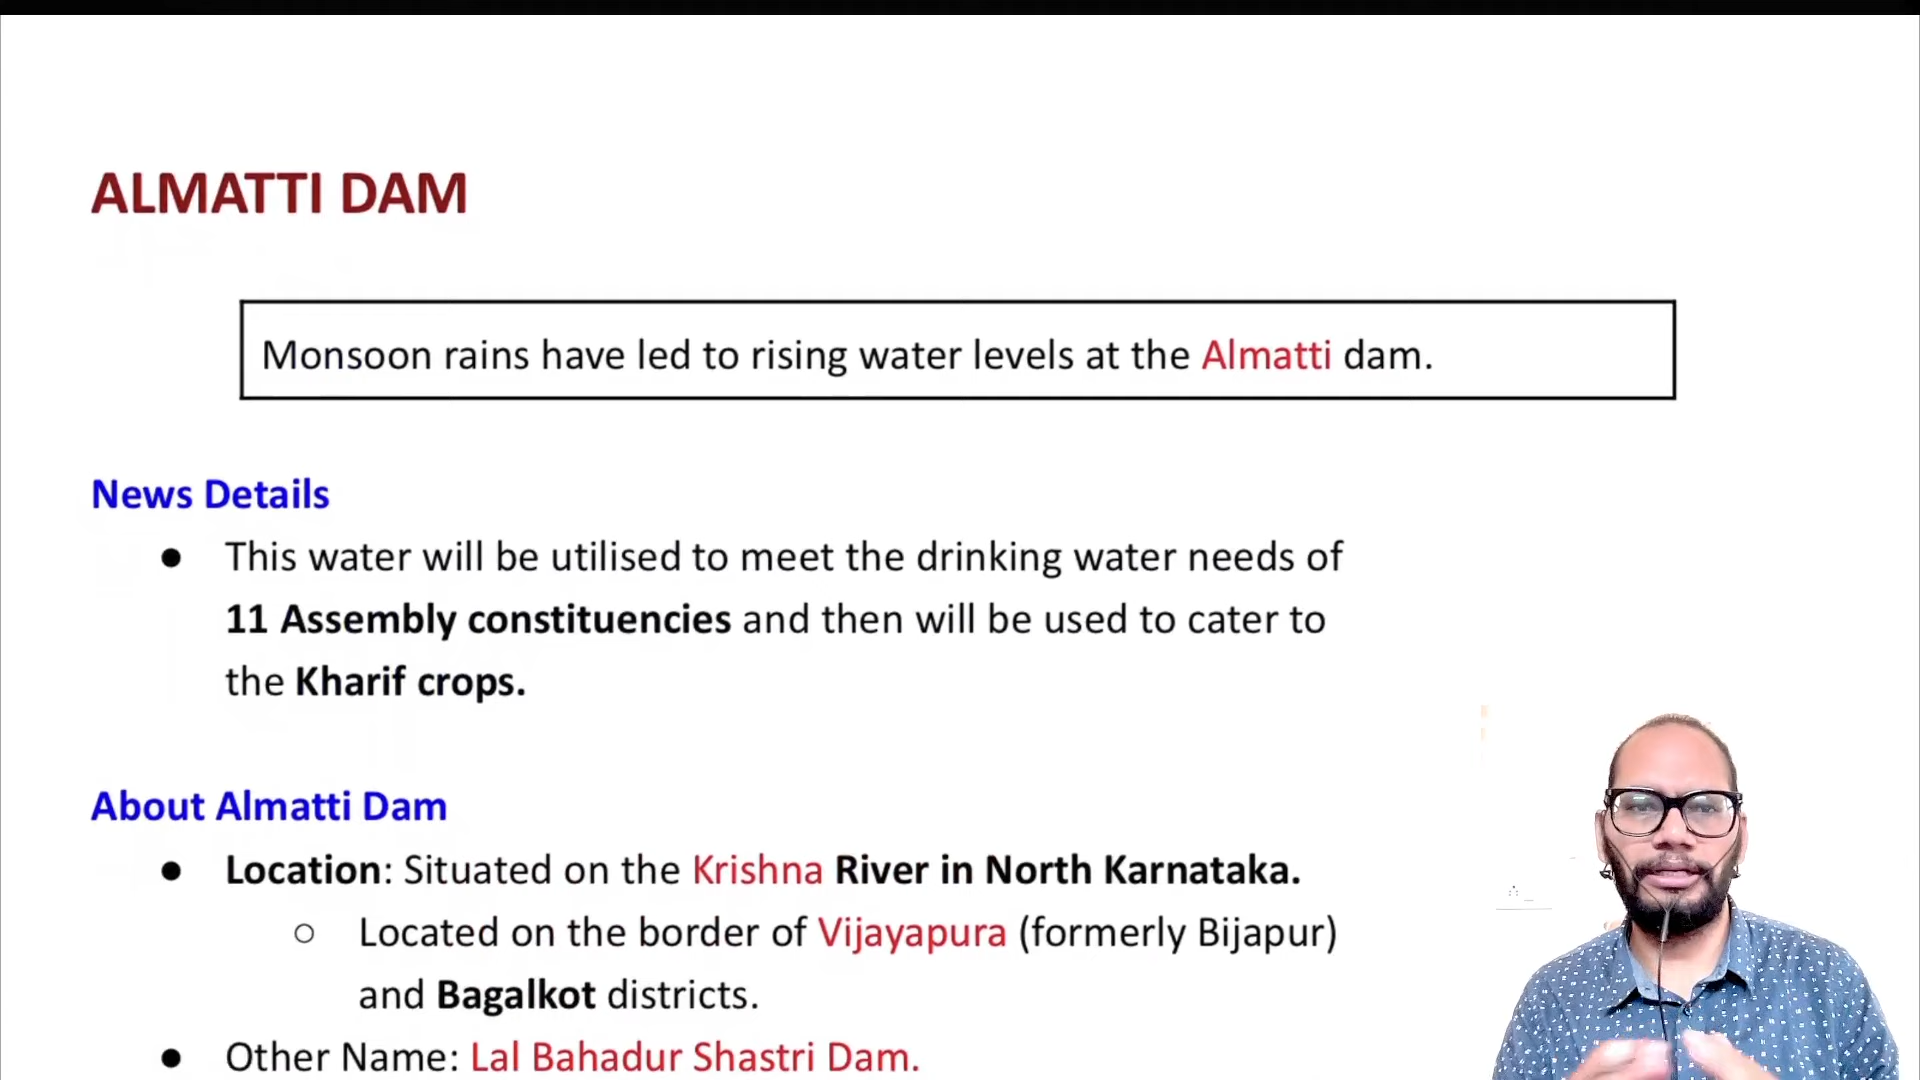 ALMATTI DAM
Monsoon rains have led to rising water levels at the Almatti dam.
News Details
● This water will be utilised to meet the drinking water needs of
11 Assembly constituencies and then will be used to cater to
the Kharif crops.
About Almatti Dam
● Location: Situated on the Krishna River in North Karnataka.
○ Located on the border of Vijayapura (formerly Bijapur)
and Bagalkot districts.
● Other Name: Lal Bahadur Shastri Dam.